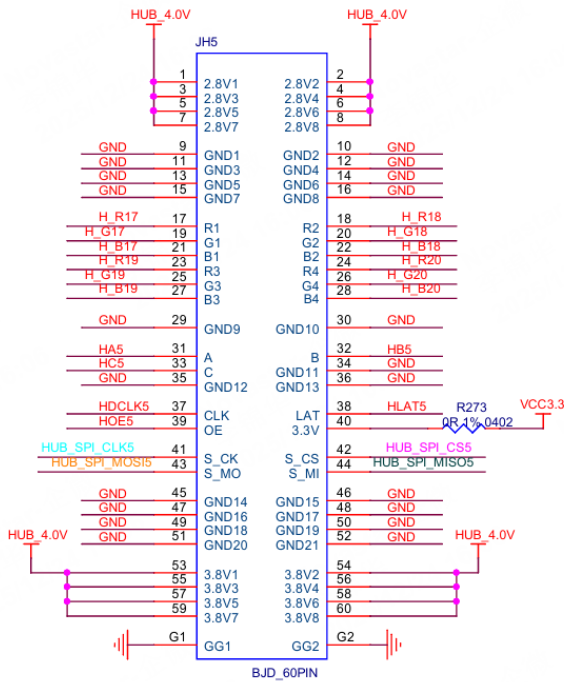 HUB_4.0V HUB_4.0V
JH5
1 2.8V1 2.8V2 2
3 2.8V3 2.8V4 4
5 2.8V5 2.8V6 6
7 2.8V7 2.8V8 8
GND 9 GND1 GND2 10 GND
GND 11 GND3 GND4 12 GND
GND 13 GND5 GND6 14 GND
GND 15 GND7 GND8 16 GND
H_R17 17 R1 R2 18 H_R18
H_G17 19 G1 G2 20 H_G18
H_B17 21 B1 B2 22 H_B18
H_R19 23 R3 R4 24 H_R20
H_G19 25 G3 G4 26 H_G20
H_B19 27 B3 B4 28 H_B20
GND 29 GND9 GND10 30 GND
HA5 31 A B 32 HB5
HC5 33 C GND11 34 GND
GND 35 GND12 GND13 36 GND
HDCLK5 37 CLK LAT 38 HLAT5
HOE5 39 OE 3.3V 40 R273 0R 1% 0402 VCC3.3
HUB_SPI_CLK5 41 S_CK S_CS 42 HUB_SPI_CS5
HUB_SPI_MOSI5 43 S_MO S_MI 44 HUB_SPI_MISO5
GND 45 GND14 GND15 46 GND
GND 47 GND16 GND17 48 GND
GND 49 GND18 GND19 50 GND
GND 51 GND20 GND21 52 GND
HUB_4.0V HUB_4.0V
53 3.8V1 3.8V2 54
55 3.8V3 3.8V4 56
57 3.8V5 3.8V6 58
59 3.8V7 3.8V8 60
G1 GG1 GG2 G2
BJD_60PIN